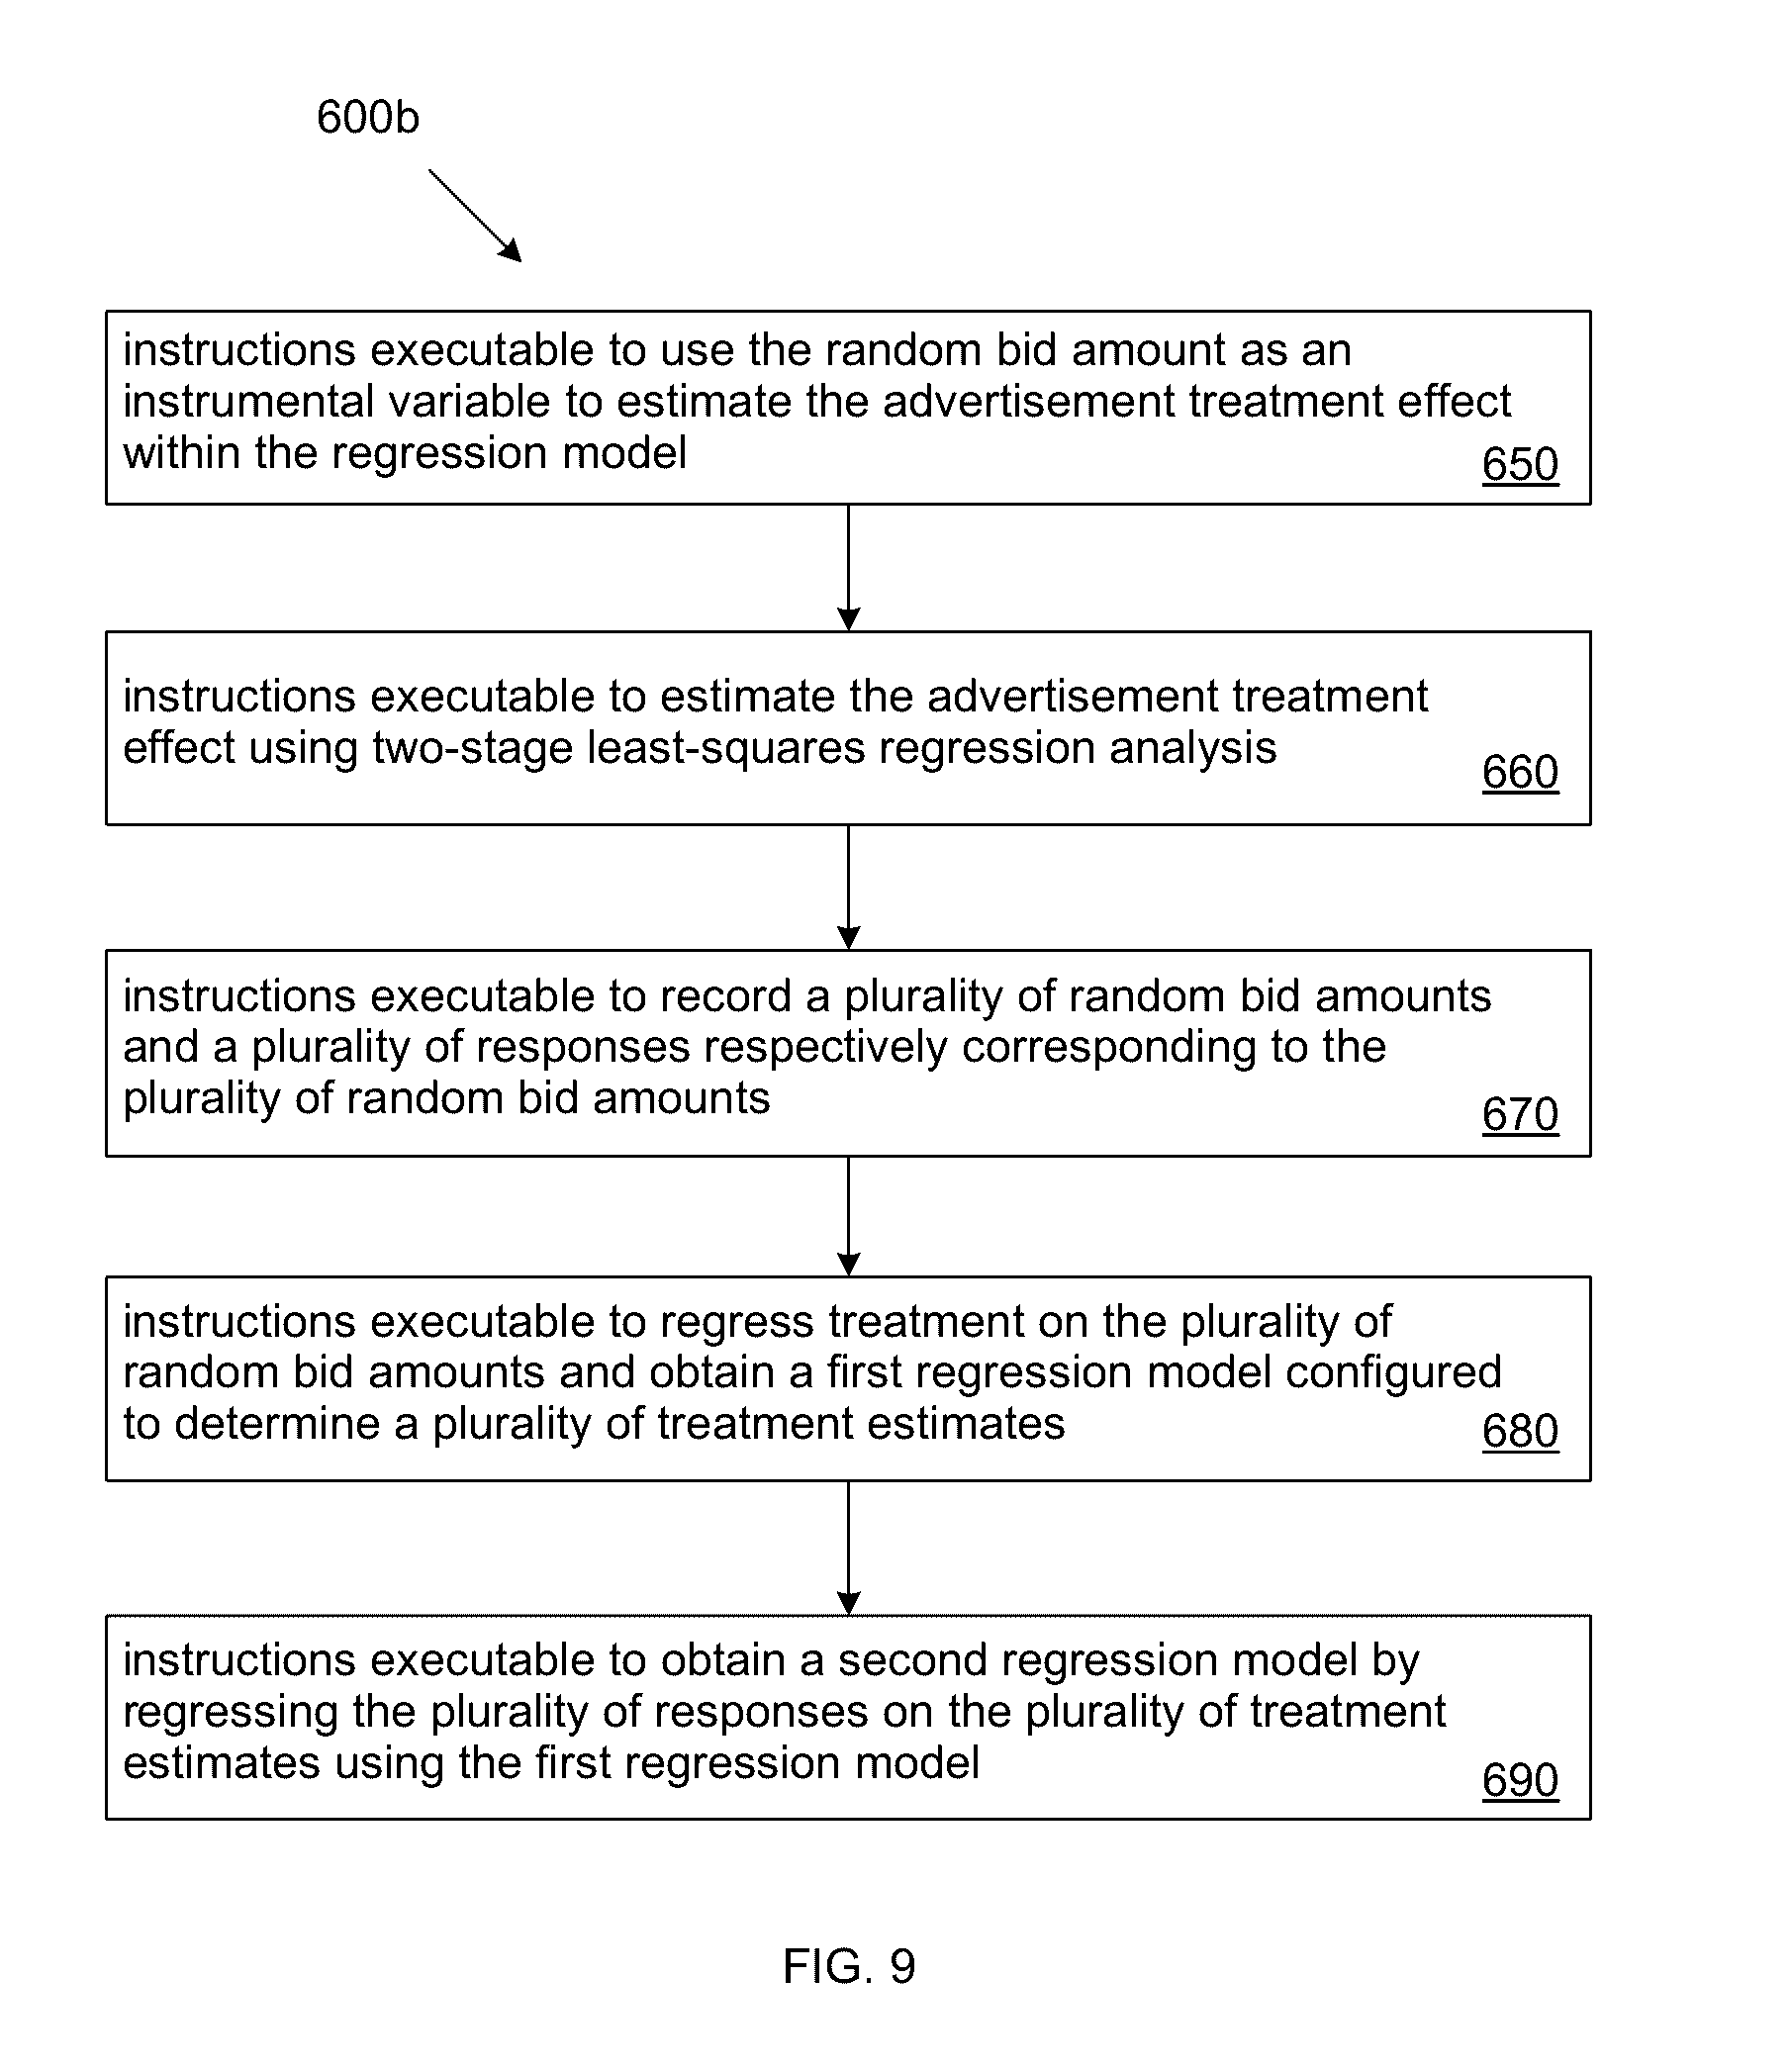 600b
instructions executable to use the random bid amount as an
instrumental variable to estimate the advertisement treatment effect
within the regression model
650
instructions executable to estimate the advertisement treatment
effect using two-stage least-squares regression analysis
660
instructions executable to record a plurality of random bid amounts
and a plurality of responses respectively corresponding to the
plurality of random bid amounts
670
instructions executable to regress treatment on the plurality of
random bid amounts and obtain a first regression model configured
to determine a plurality of treatment estimates
680
instructions executable to obtain a second regression model by
regressing the plurality of responses on the plurality of treatment
estimates using the first regression model
690
FIG. 9